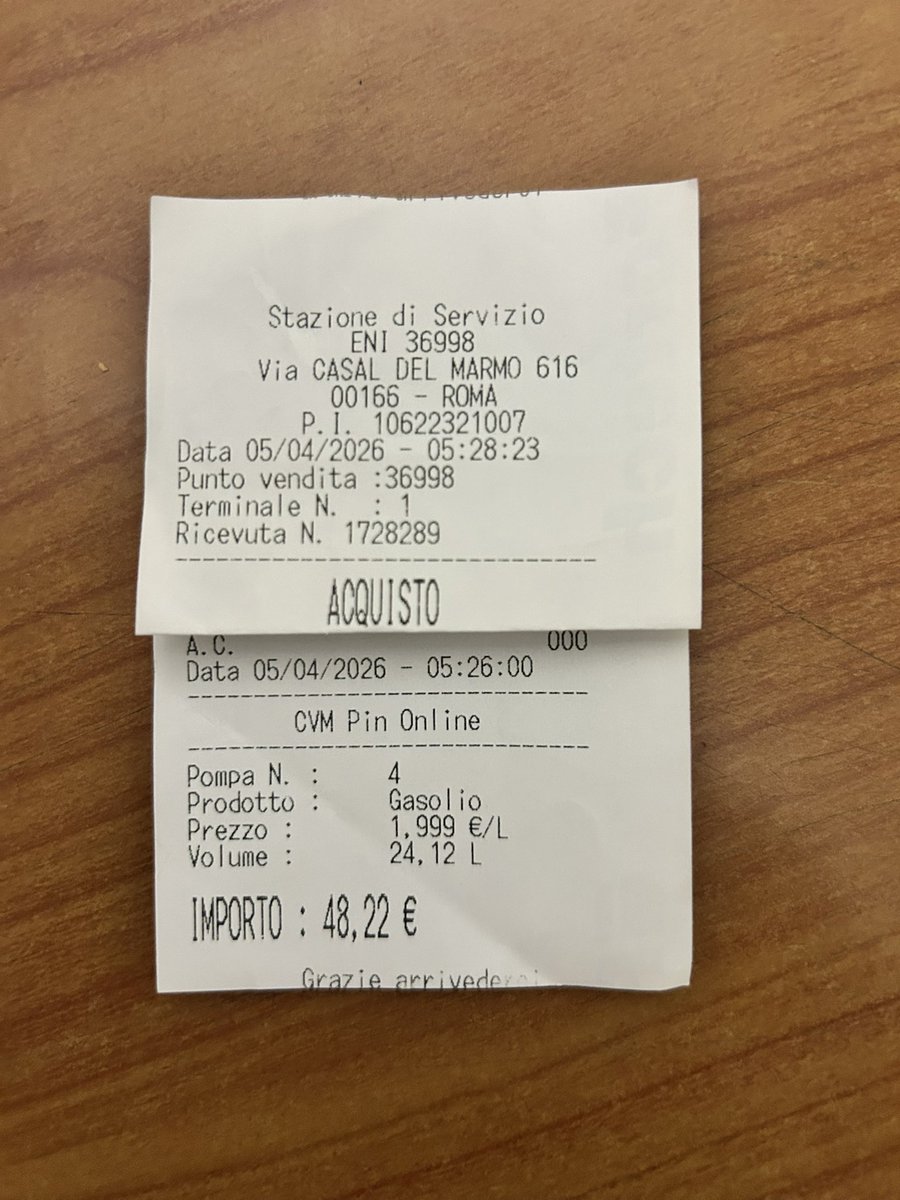 Stazione di Servizio
ENI 36998
Via CASAL DEL MARMO 616
00166 - ROMA
P.I. 10622321007
Data 05/04/2026 - 05:28:23
Punto vendita :36998
Terminale N. : 1
Ricevuta N. 1728289
ACQUISTO
A.C. 000
Data 05/04/2026 - 05:26:00
CVM Pin Online
Pompa N. : 4
Prodotto : Gasolio
Prezzo : 1,999 €/L
Volume : 24,12 L
IMPORTO : 48,22 €
Grazie arrivederci